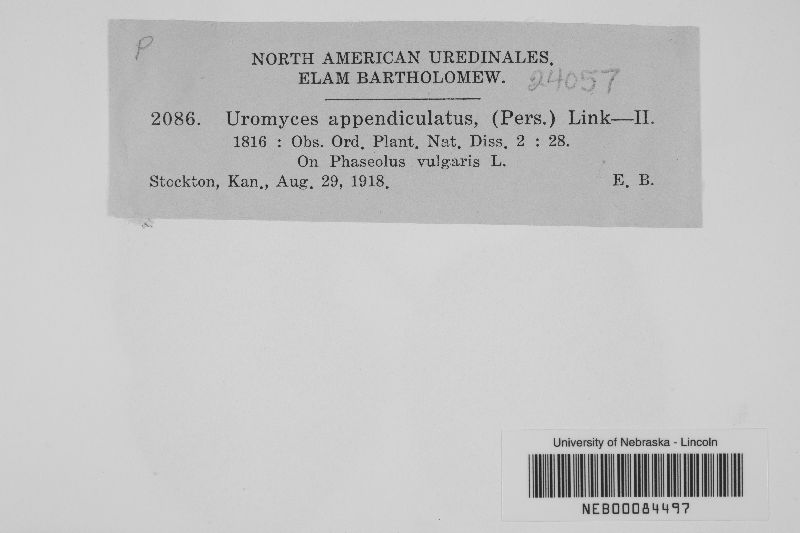 P
NORTH AMERICAN UREDINALES.
ELAM BARTHOLOMEW.
24057
2086. Uromyces appendiculatus, (Pers.) Link—II.
1816 : Obs. Ord. Plant. Nat. Diss. 2 : 28.
On Phaseolus vulgaris L.
Stockton, Kan., Aug. 29, 1918. E. B.
University of Nebraska - Lincoln
NEB00084497